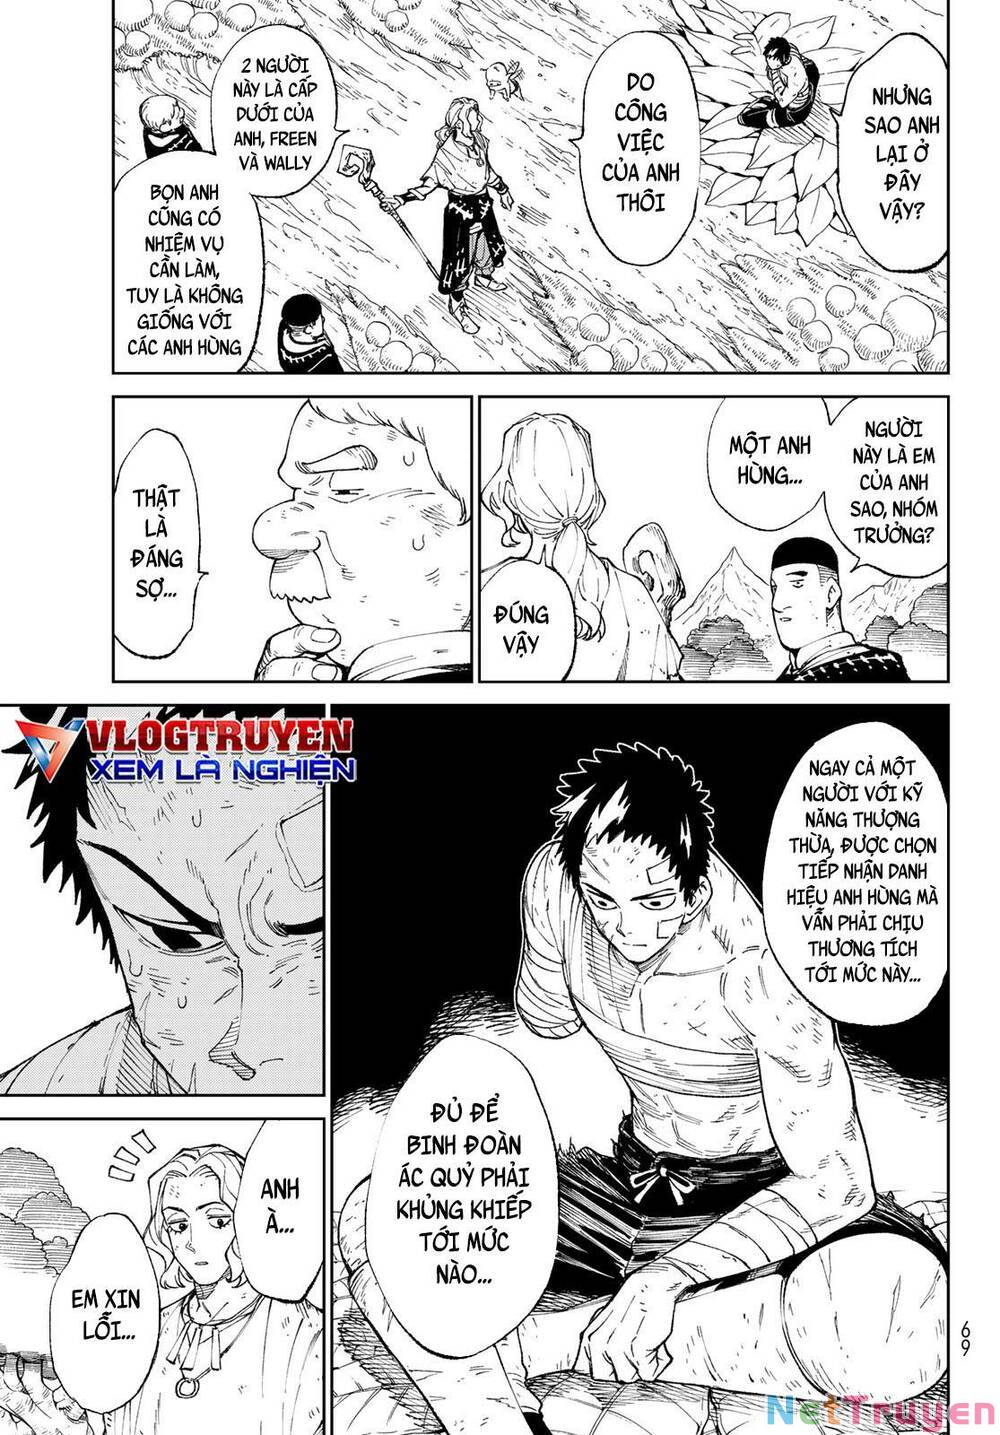 NHƯNG
SAO ANH
LẠI Ở
ĐÂY
VẬY?
DO
CÔNG
VIỆC
CỦA ANH
THÔI
2 NGƯỜI
NÀY LÀ CẤP
DƯỚI CỦA
ANH, FREEN
VÀ WALLY
BỌN ANH
CŨNG CÓ
NHIỆM VỤ
CẦN LÀM,
TUY LÀ KHÔNG
GIỐNG VỚI
CÁC ANH HÙNG
NGƯỜI
NÀY LÀ EM
CỦA ANH
SAO, NHÓM
TRƯỞNG?
MỘT ANH
HÙNG...
ĐÚNG
VẬY
THẬT
LÀ
ĐÁNG
SỢ...
NGAY CẢ MỘT
NGƯỜI VỚI KỸ
NĂNG THƯỢNG
THỪA, ĐƯỢC CHỌN
TIẾP NHẬN DANH
HIỆU ANH HÙNG MÀ
VẪN PHẢI CHỊU
THƯƠNG TÍCH
TỚI MỨC NÀY...
ĐỦ ĐỂ
BINH ĐOÀN
ÁC QUỶ PHẢI
KHỦNG KHIẾP
TỚI MỨC
NÀO...
VLOGTRUYEN
XEM LÀ NGHIỆN
ANH
À...
EM XIN
LỖI...
69
NetTruyen